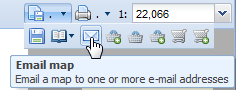 1: 22,066
Email map
Email a map to one or more e-mail addresses